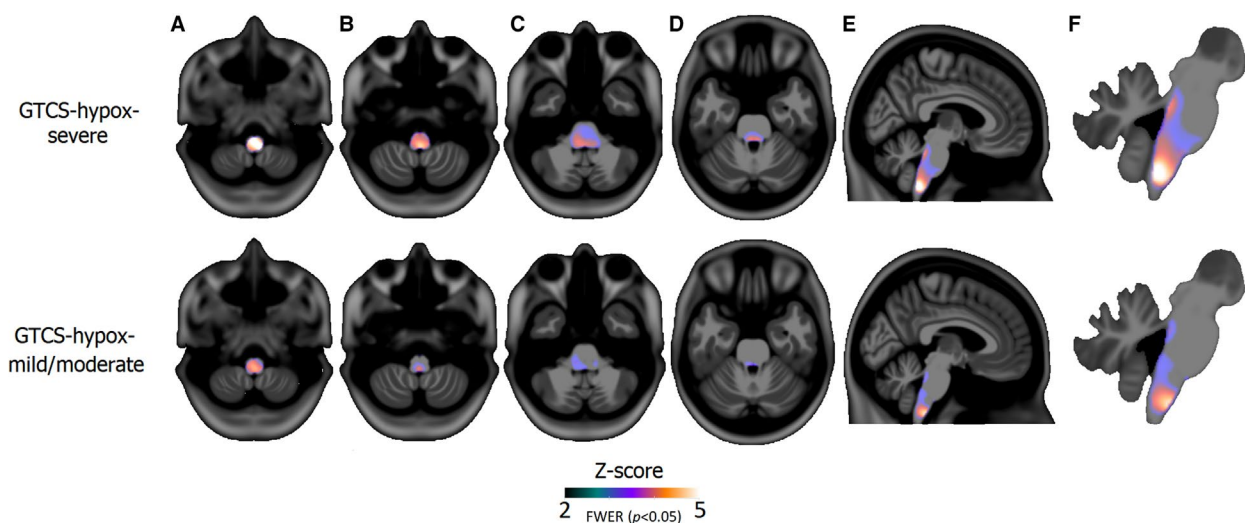 A B C D E F
GTCS-hypox-
severe
GTCS-hypox-
mild/moderate
Z-score
2 FWER (p<0.05) 5